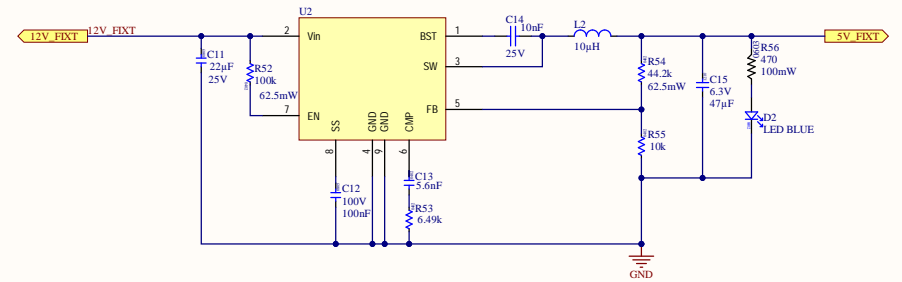 12V_FIXT
12V_FIXT
U2
C11
22µF
25V
R52
100k
62.5mW
2
Vin
7
EN
SS
GND
GND
CMP
BST
SW
FB
8
4
9
6
1
3
5
C14
10nF
25V
L2
10µH
5V_FIXT
R54
44.2k
62.5mW
R55
10k
C15
6.3V
47µF
0603
R56
470
100mW
D2
LED BLUE
C12
100V
100nF
C13
5.6nF
R53
6.49k
GND